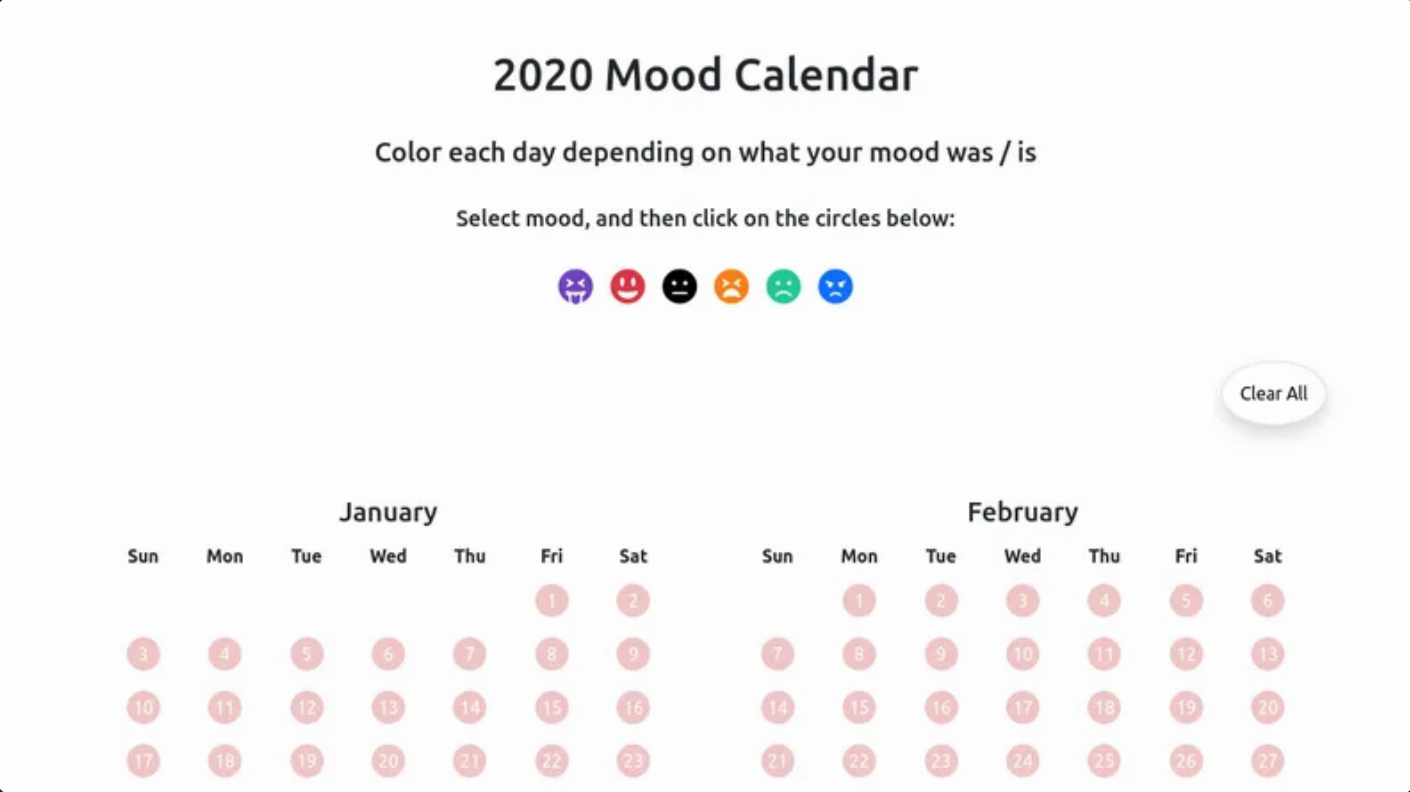 2020 Mood Calendar
Color each day depending on what your mood was / is
Select mood, and then click on the circles below:
Clear All
January
Sun Mon Tue Wed Thu Fri Sat
1 2
3 4 5 6 7 8 9
10 11 12 13 14 15 16
17 18 19 20 21 22 23
February
Sun Mon Tue Wed Thu Fri Sat
1 2 3 4 5 6
7 8 9 10 11 12 13
14 15 16 17 18 19 20
21 22 23 24 25 26 27